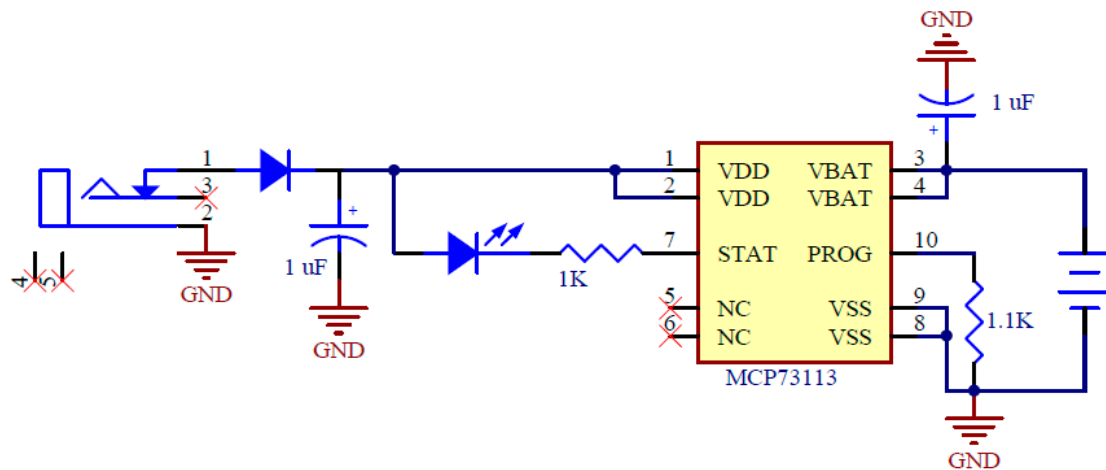 GND
1 uF
+
1
3
2
4
5
GND
+
1 uF
GND
1
2
7
5
6
1K
VDD
VDD
STAT
NC
NC
VBAT
VBAT
PROG
VSS
VSS
3
4
10
9
8
1.1K
MCP73113
GND